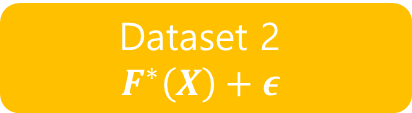 Dataset 2
F*(X) + ϵ